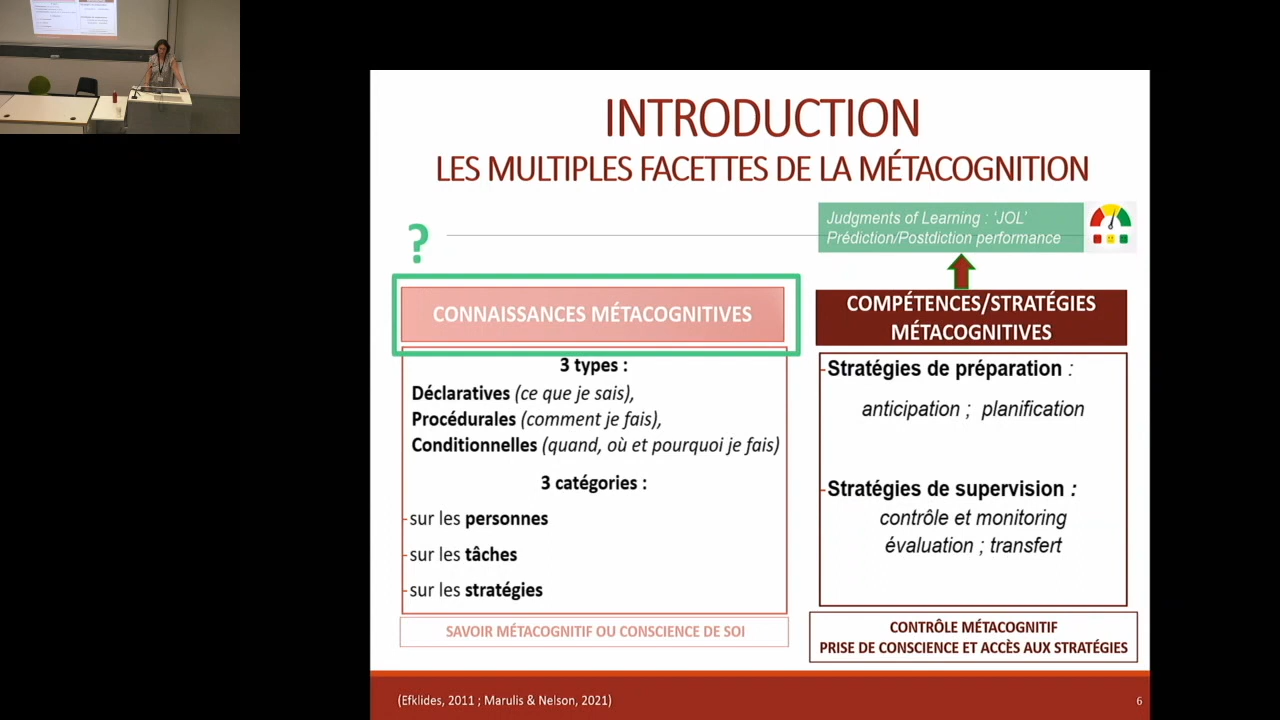 INTRODUCTION
LES MULTIPLES FACETTES DE LA MÉTACOGNITION
?
Judgments of Learning : ‘JOL’
Prédiction/Postdiction performance
CONNAISSANCES MÉTACOGNITIVES
3 types :
Déclaratives (ce que je sais),
Procédurales (comment je fais),
Conditionnelles (quand, où et pourquoi je fais)
3 catégories :
-sur les personnes
-sur les tâches
-sur les stratégies
SAVOIR MÉTACOGNITIF OU CONSCIENCE DE SOI
COMPÉTENCES/STRATÉGIES
MÉTACOGNITIVES
-Stratégies de préparation :
anticipation ; planification
-Stratégies de supervision :
contrôle et monitoring
évaluation ; transfert
CONTRÔLE MÉTACOGNITIF
PRISE DE CONSCIENCE ET ACCÈS AUX STRATÉGIES
(Efklides, 2011 ; Marulis & Nelson, 2021)
6